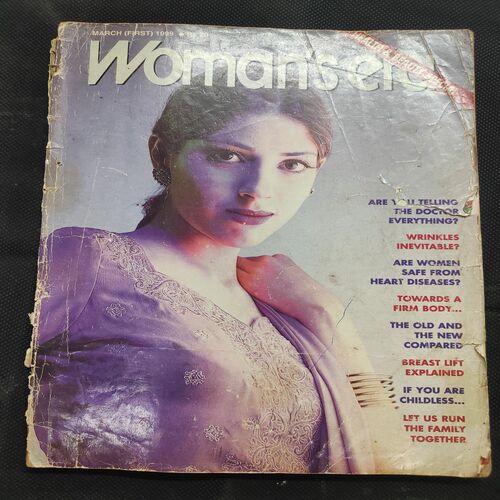 MARCH (FIRST) 1999
Woman's era
ARE YOU TELLING
THE DOCTOR
EVERYTHING?
WRINKLES
INEVITABLE?
ARE WOMEN
SAFE FROM
HEART DISEASES?
TOWARDS A
FIRM BODY...
THE OLD AND
THE NEW
COMPARED
BREAST LIFT
EXPLAINED
IF YOU ARE
CHILDLESS...
LET US RUN
THE FAMILY
TOGETHER